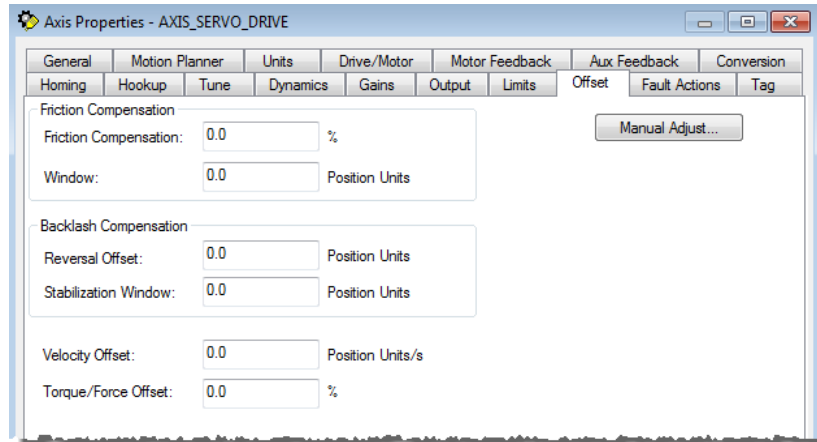 Axis Properties - AXIS_SERVO_DRIVE
General Motion Planner Units Drive/Motor Motor Feedback Aux Feedback Conversion
Homing Hookup Tune Dynamics Gains Output Limits Offset Fault Actions Tag
Friction Compensation
Friction Compensation: 0.0 % Manual Adjust...
Window: 0.0 Position Units
Backlash Compensation
Reversal Offset: 0.0 Position Units
Stabilization Window: 0.0 Position Units
Velocity Offset: 0.0 Position Units/s
Torque/Force Offset: 0.0 %